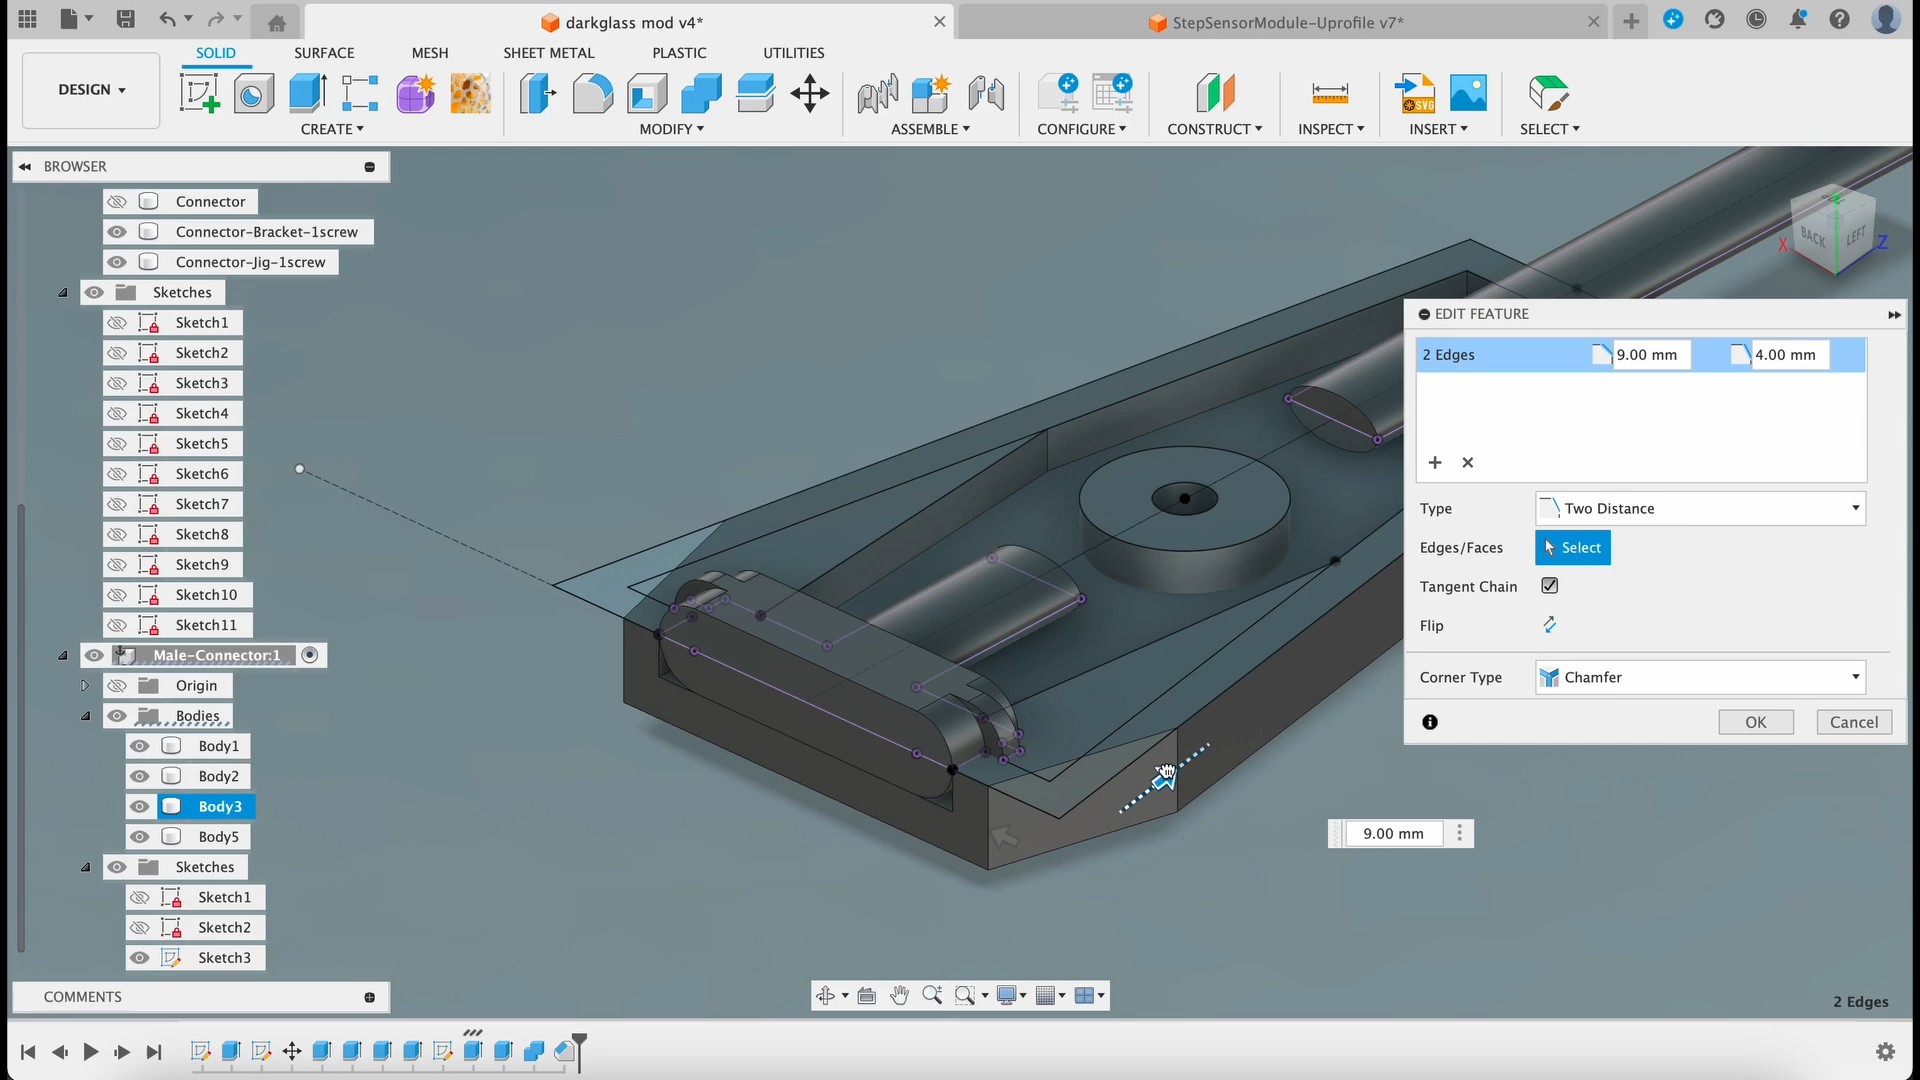 darkglass mod v4*
StepSensorModule-Uprofile v7*
DESIGN
SOLID
SURFACE
MESH
SHEET METAL
PLASTIC
UTILITIES
CREATE
MODIFY
ASSEMBLE
CONFIGURE
CONSTRUCT
INSPECT
INSERT
SELECT
SVG
BROWSER
Connector
Connector-Bracket-1screw
Connector-Jig-1screw
Sketches
Sketch1
Sketch2
Sketch3
Sketch4
Sketch5
Sketch6
Sketch7
Sketch8
Sketch9
Sketch10
Sketch11
Male-Connector:1
Origin
Bodies
Body1
Body2
Body3
Body5
Sketches
Sketch1
Sketch2
Sketch3
COMMENTS
BACK
LEFT
X
Z
EDIT FEATURE
2 Edges 9.00 mm 4.00 mm
Type Two Distance
Edges/Faces Select
Tangent Chain
Flip
Corner Type Chamfer
OK Cancel
9.00 mm
2 Edges